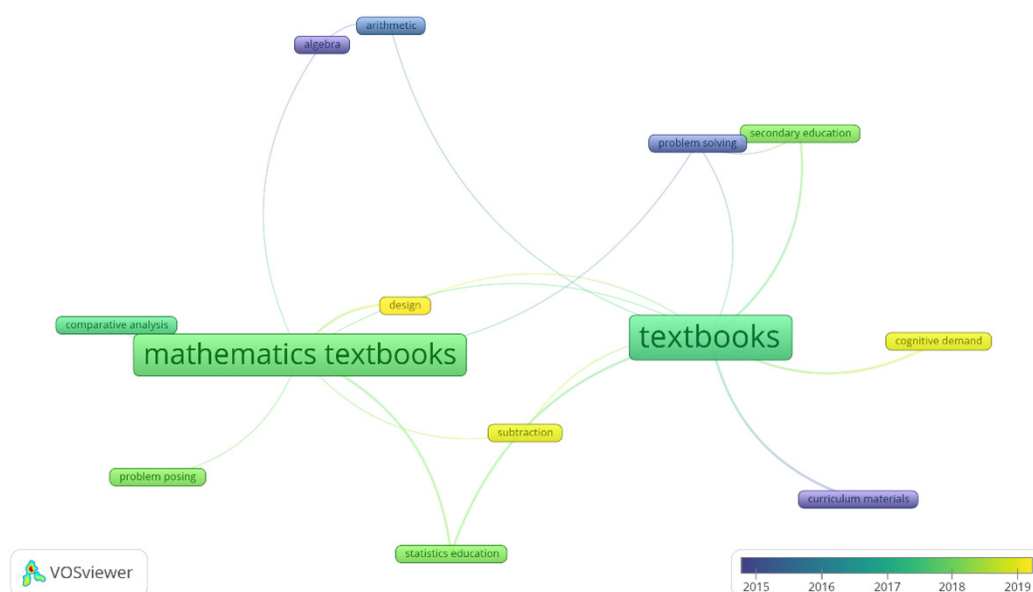 arithmetic
algebra
secondary education
problem solving
design
comparative analysis
mathematics textbooks
textbooks
cognitive demand
subtraction
problem posing
curriculum materials
statistics education
VOSviewer
2015 2016 2017 2018 2019